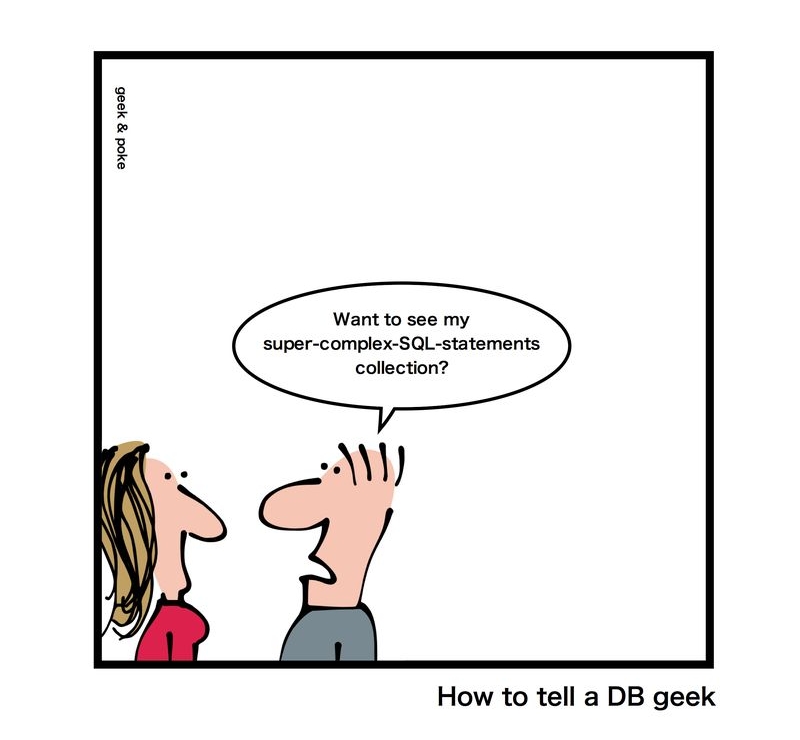 geek & poke
Want to see my
super-complex-SQL-statements
collection?
How to tell a DB geek